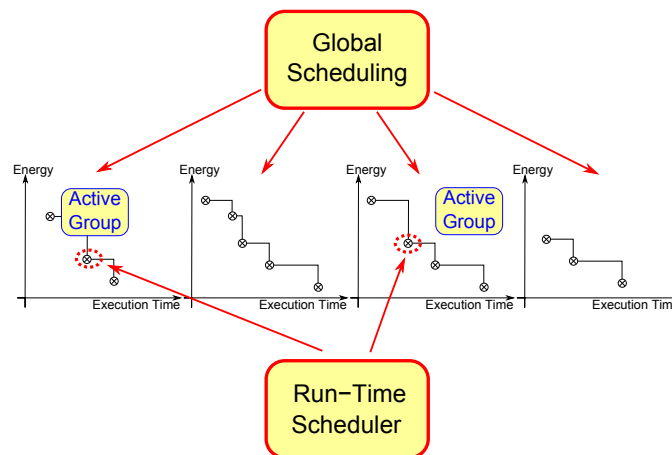 Global
Scheduling
Energy
Energy
Energy
Energy
Active
Group
Active
Group
Execution Time
Execution Time
Execution Time
Execution Time
Run−Time
Scheduler